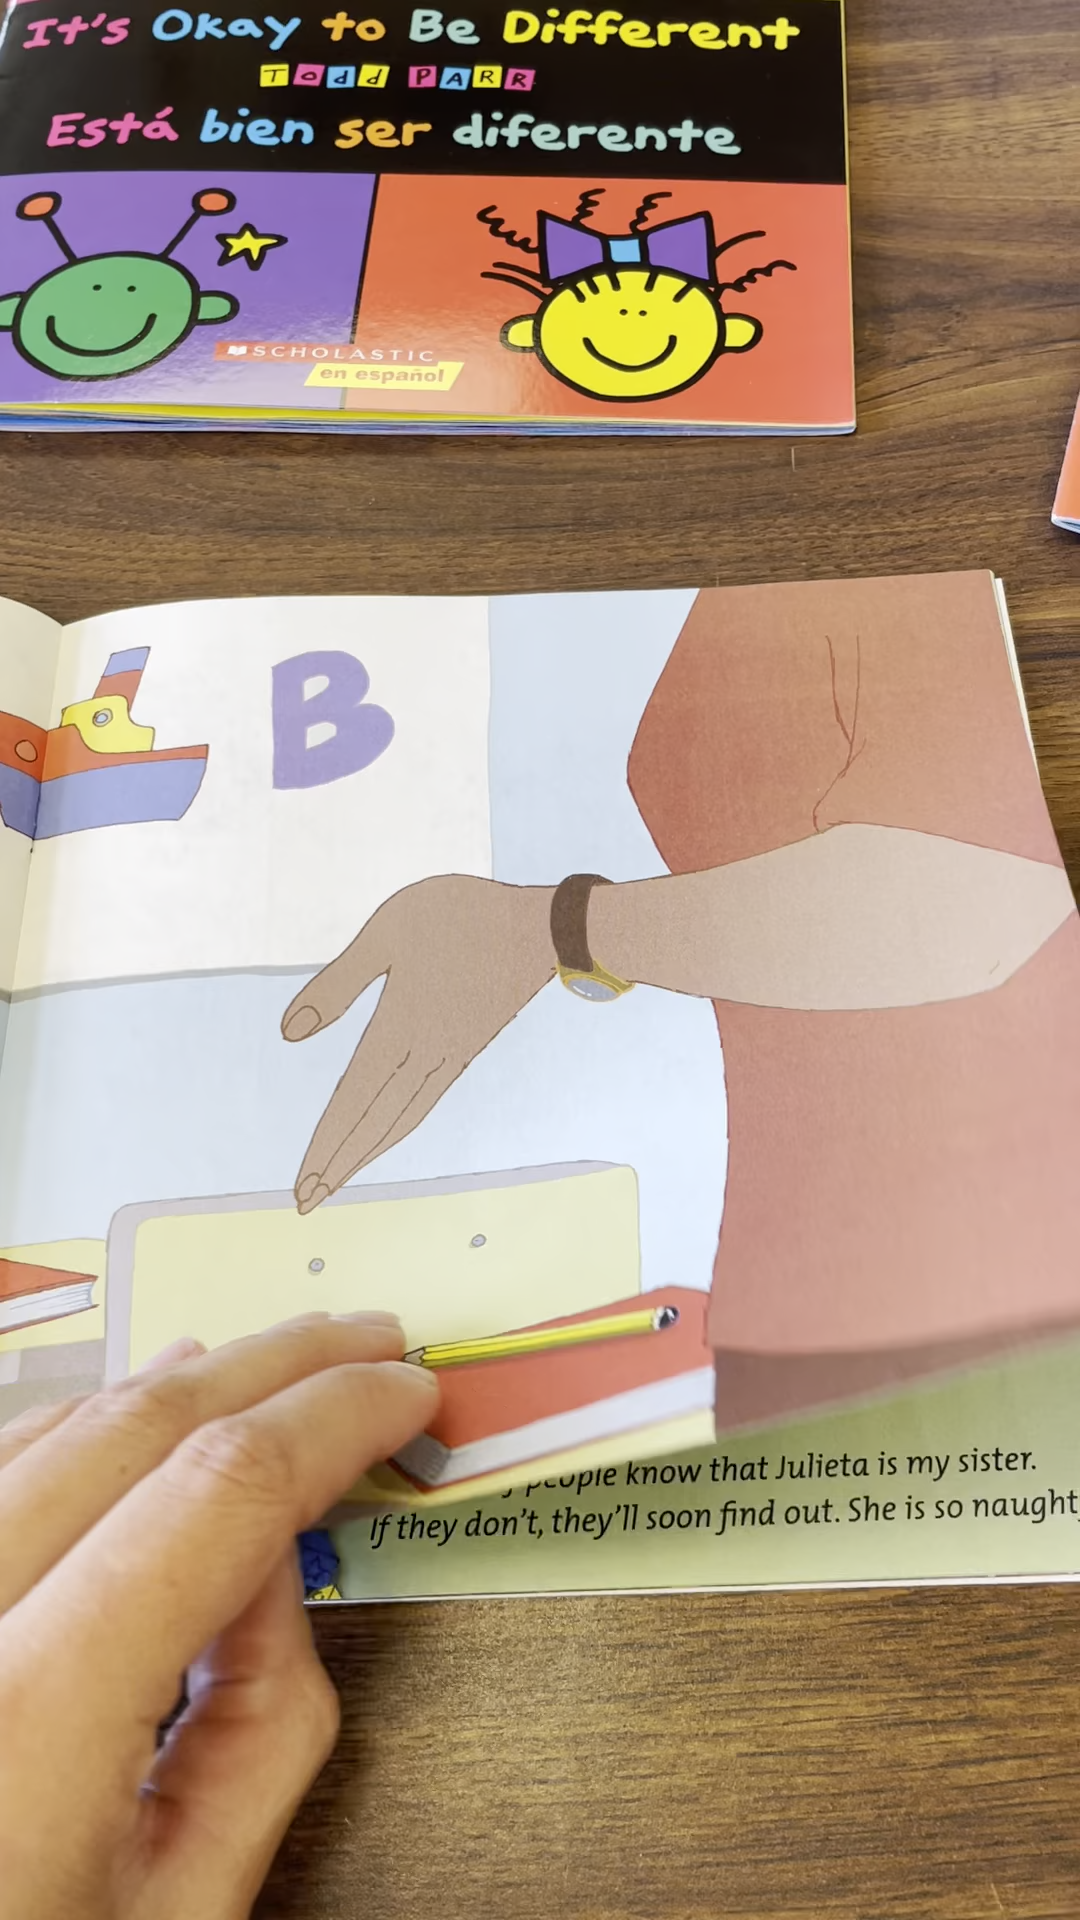 It's Okay to Be Different
Todd PARR
Está bien ser diferente
SCHOLASTIC
en español
B
people know that Julieta is my sister.
If they don't, they'll soon find out. She is so naught